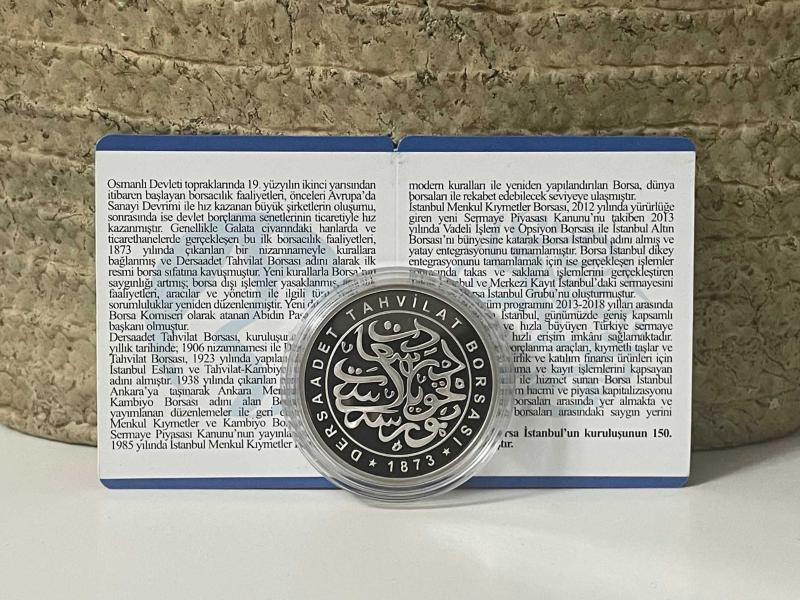 Osmanlı Devleti topraklarında 19. yüzyılın ikinci yarısından
itibaren başlayan borsacılık faaliyetleri, önceleri Avrupa'da
Sanayi Devrimi ile hız kazanan büyük şirketlerin oluşumu,
sonrasında ise devlet borçlanma senetlerinin ticaretiyle hız
kazanmıştır. Genellikle Galata civarındaki hanlarda ve
ticarethanelerde gerçekleşen bu ilk borsacılık faaliyetleri,
1873 yılında çıkarılan bir nizamnameyle kurallara
bağlanmış ve Dersaadet Tahvilat Borsası adını alarak ilk
resmi borsa sıfatına kavuşmuştur. Yeni kurallarla Borsa'nın
saygınlığı artmış; borsa dışı işlemler yasaklanmış,
faaliyetleri, aracılar ve yönetim ile ilgili
sorumluluklar yeniden düzenlenmiştir. Yeni
Borsa Komiseri olarak atanan Abidin
başkanı olmuştur.
Dersaadet Tahvilat Borsası,
yıllık tarihinde; 1906 nizamnamesi ile
Tahvilat Borsası, 1923 yılında
İstanbul Esham ve
adını almıştır. 1938 yılında çıkarılan
Ankara'ya taşınarak Ankara
Kambiyo Borsası adını alan
yayımlanan düzenlemeler ile
Menkul Kıymetler ve Kambiyo
Sermaye Piyasası Kanunu'nun
1985 yılında İstanbul Menkul Kıymetler
modern kuralları ile yeniden yapılandırılan Borsa, dünya
borsaları ile rekabet edebilecek seviyeye ulaşmıştır.
İstanbul Menkul Kıymetler Borsası, 2012 yılında yürürlüğe
giren yeni Sermaye Piyasası Kanunu'nu takiben 2013
yılında Vadeli İşlem ve Opsiyon Borsası ile İstanbul Altın
Borsası'nı bünyesine katarak Borsa İstanbul adını almış ve
yatay entegrasyonunu tamamlamıştır. Borsa İstanbul dikey
entegrasyonunu tamamlamak için ise gerçekleşen işlemler
sonrasında takas ve saklama işlemlerini gerçekleştiren
Takas İstanbul ve Merkezi Kayıt İstanbul'daki sermayesini
Borsa İstanbul Grubu'nu oluşturmuştur.
programını 2013-2018 yılları arasında
İstanbul, günümüzde geniş kapsamlı
ve hızla büyüyen Türkiye sermaye
hızlı erişim imkânı sağlamaktadır.
borçlanma araçları, kıymetli taşlar ve
ve katılım finansı ürünleri için
ve kayıt işlemlerini kapsayan
ile hizmet sunan Borsa İstanbul
hacmi ve piyasa kapitalizasyonu
Borsaları arasında yer almakta ve
borsaları arasındaki saygın yerini
İstanbul'un kuruluşunun 150.
DERSAADET TAHVİLAT BORSASI
★ 1873 ★